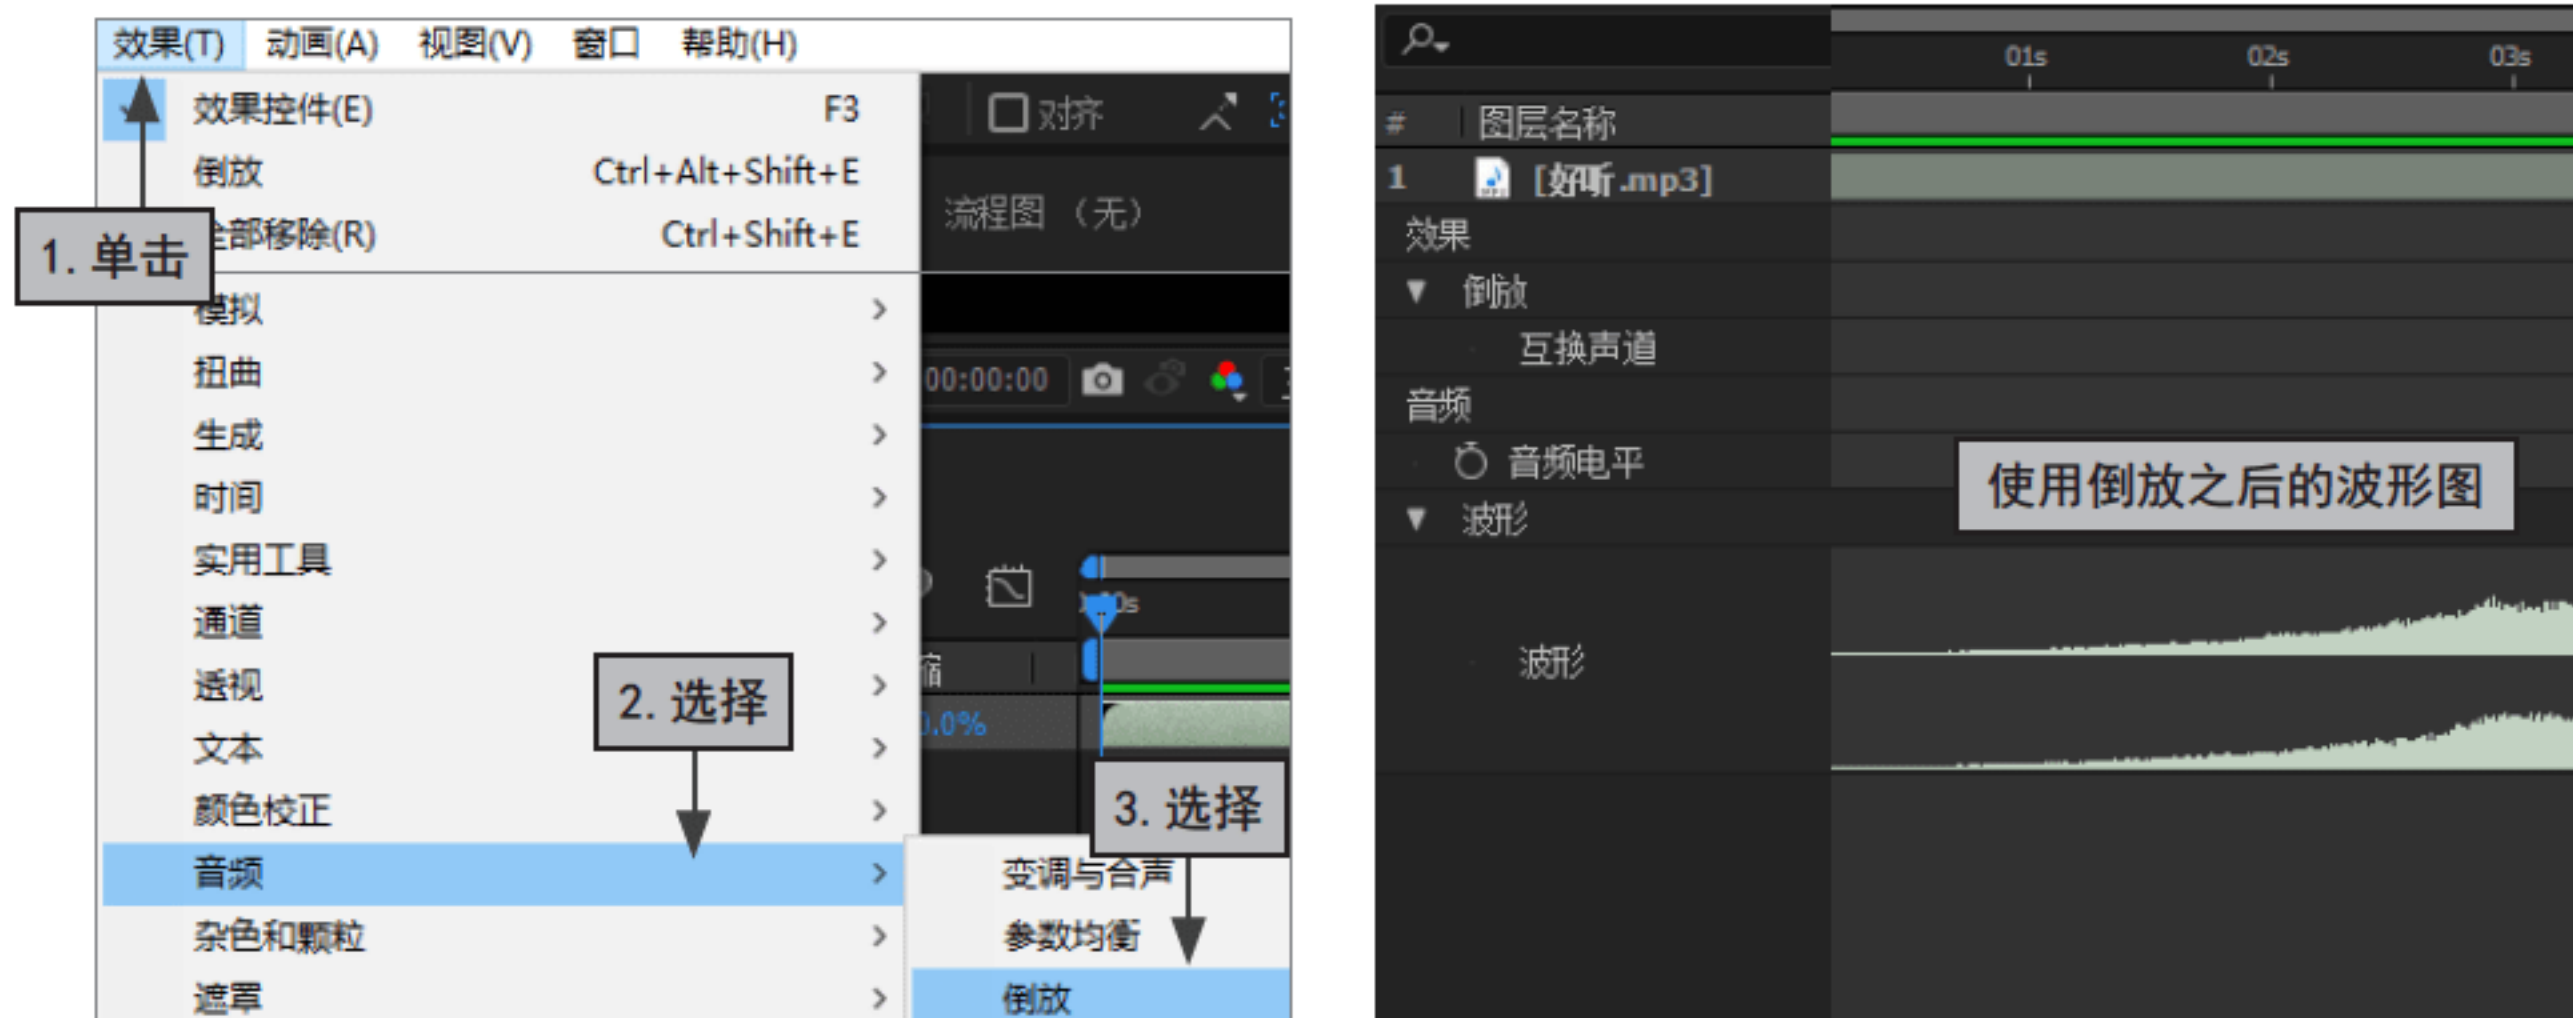 效果(T) 动画(A) 视图(V) 窗口 帮助(H)
效果控件(E) F3
倒放 Ctrl+Alt+Shift+E
全部移除(R) Ctrl+Shift+E
1. 单击
模拟
扭曲
生成
时间
实用工具
通道
透视
2. 选择
文本
颜色校正
音频
杂色和颗粒
遮罩
对齐
流程图 （无）
00:00:00
0s
缩
0.0%
3. 选择
变调与合声
参数均衡
倒放
01s 02s 03s
# 图层名称
1 [好听.mp3]
效果
倒放
互换声道
音频
音频电平
使用倒放之后的波形图
波形
波形